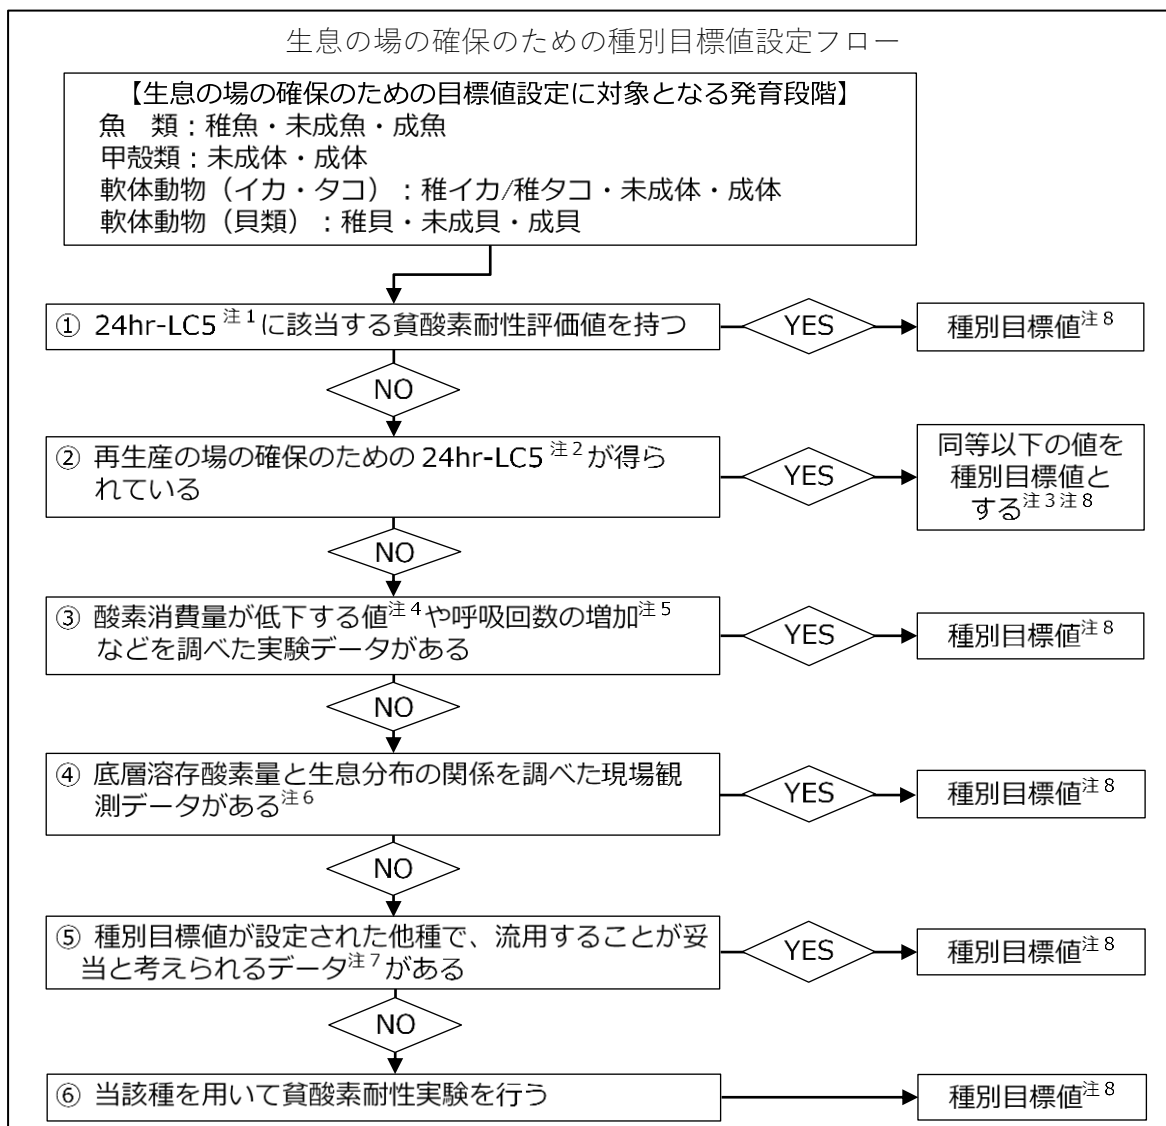 生息の場の確保のための種別目標値設定フロー
【生息の場の確保のための目標値設定に対象となる発育段階】
魚　類：稚魚・未成魚・成魚
甲殻類：未成体・成体
軟体動物（イカ・タコ）：稚イカ/稚タコ・未成体・成体
軟体動物（貝類）：稚貝・未成貝・成貝
① 24hr-LC5注1に該当する貧酸素耐性評価値を持つ
YES
種別目標値注8
NO
② 再生産の場の確保のための 24hr-LC5注2が得ら
れている
YES
同等以下の値を
種別目標値と
する注3注8
NO
③ 酸素消費量が低下する値注4や呼吸回数の増加注5
などを調べた実験データがある
YES
種別目標値注8
NO
④ 底層溶存酸素量と生息分布の関係を調べた現場観
測データがある注6
YES
種別目標値注8
NO
⑤ 種別目標値が設定された他種で、流用することが妥
当と考えられるデータ注7がある
YES
種別目標値注8
NO
⑥ 当該種を用いて貧酸素耐性実験を行う
種別目標値注8